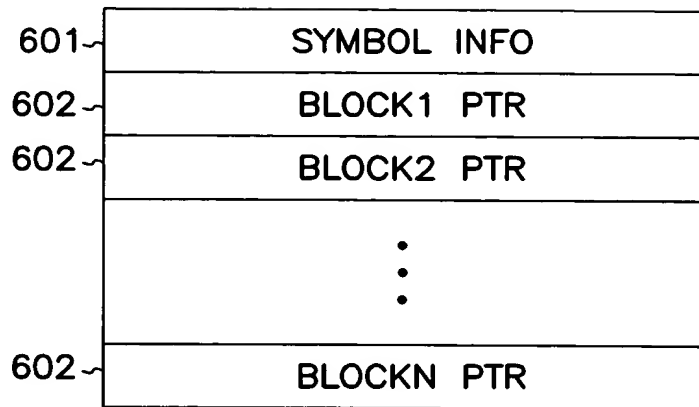 601 SYMBOL INFO
602 BLOCK1 PTR
602 BLOCK2 PTR
602 BLOCKN PTR